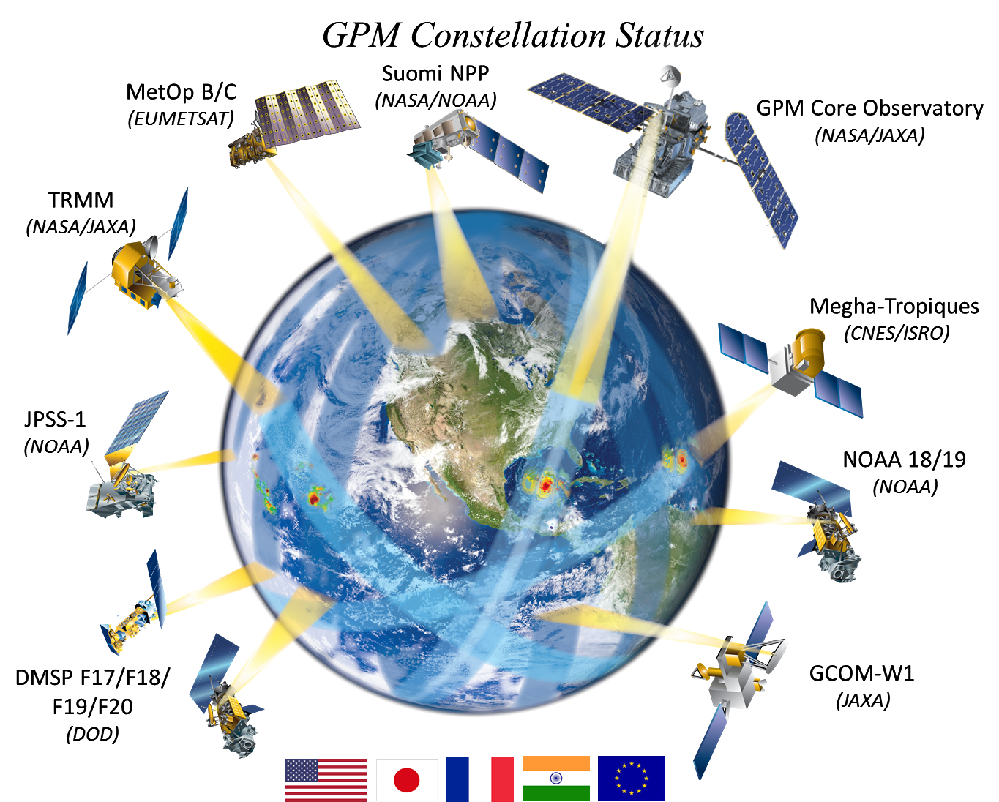 GPM Constellation Status
MetOp B/C
(EUMETSAT)
Suomi NPP
(NASA/NOAA)
GPM Core Observatory
(NASA/JAXA)
TRMM
(NASA/JAXA)
Megha-Tropiques
(CNES/ISRO)
JPSS-1
(NOAA)
NOAA 18/19
(NOAA)
DMSP F17/F18/
F19/F20
(DOD)
GCOM-W1
(JAXA)